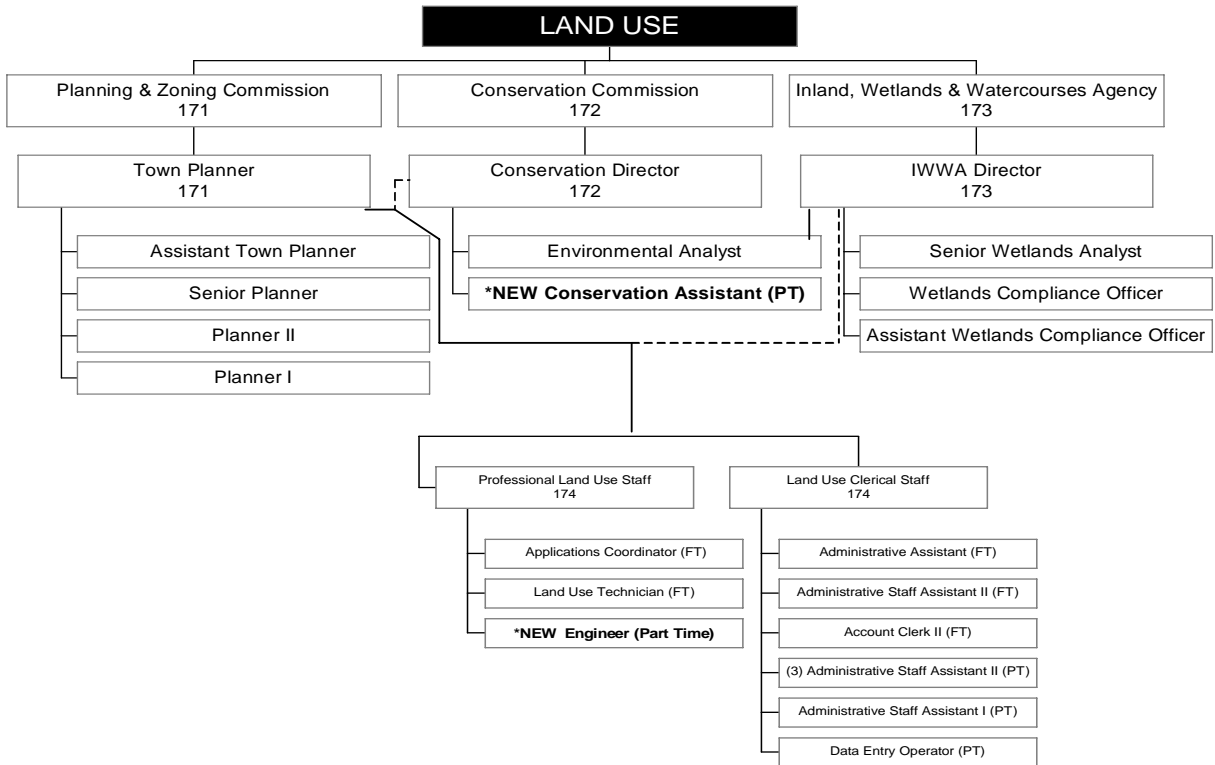 LAND USE
Planning & Zoning Commission
171
Conservation Commission
172
Inland, Wetlands & Watercourses Agency
173
Town Planner
171
Conservation Director
172
IWWA Director
173
Assistant Town Planner
Senior Planner
Planner II
Planner I
Environmental Analyst
*NEW Conservation Assistant (PT)
Senior Wetlands Analyst
Wetlands Compliance Officer
Assistant Wetlands Compliance Officer
Professional Land Use Staff
174
Applications Coordinator (FT)
Land Use Technician (FT)
*NEW Engineer (Part Time)
Land Use Clerical Staff
174
Administrative Assistant (FT)
Administrative Staff Assistant II (FT)
Account Clerk II (FT)
(3) Administrative Staff Assistant II (PT)
Administrative Staff Assistant I (PT)
Data Entry Operator (PT)